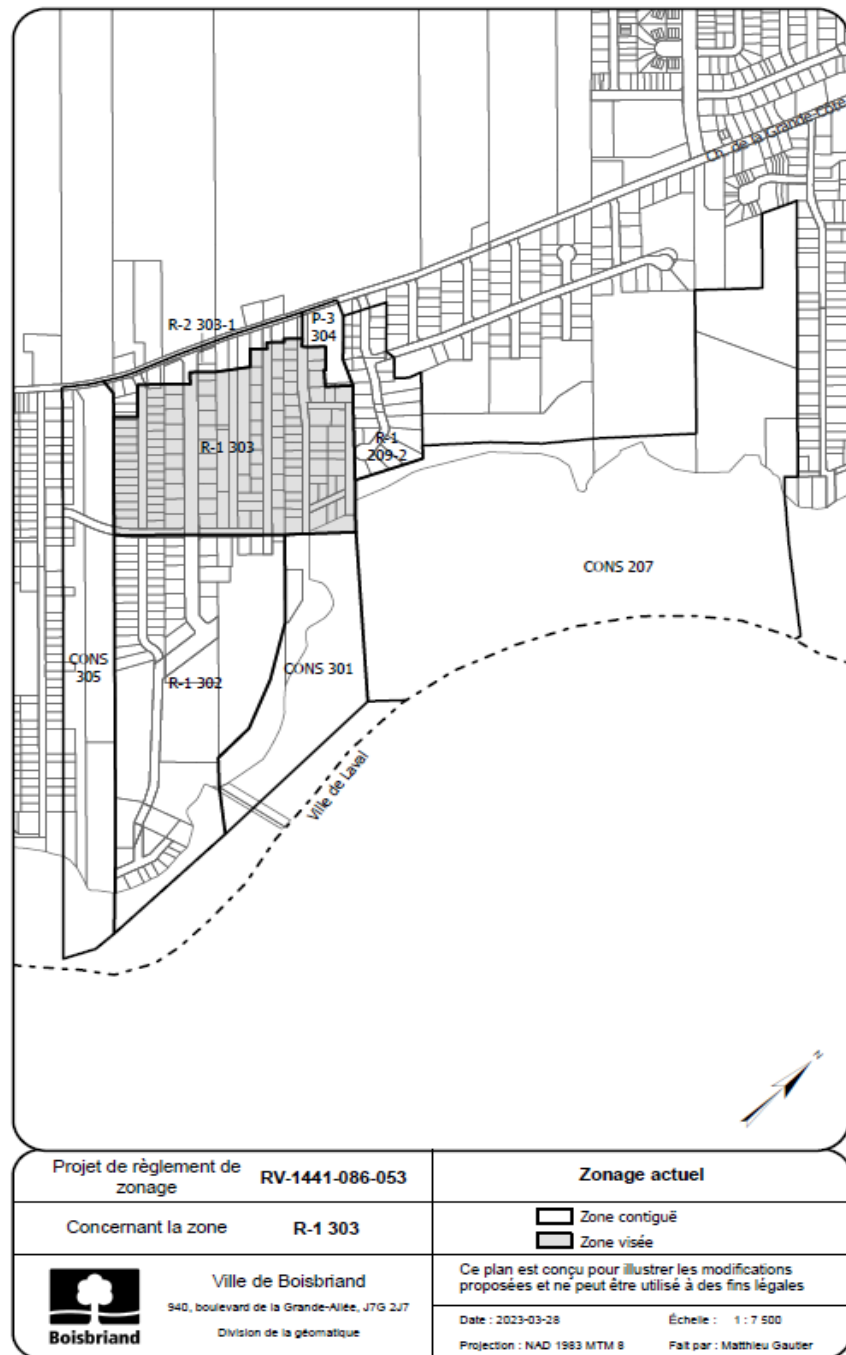 Ch. de la Grande-Côte
R-2 303-1
P-3
304
R-1 303
R-1
209-2
CONS 207
CONS
305
R-1 302
CONS 301
Ville de Laval
N
Projet de règlement de
zonage
RV-1441-086-053
Zonage actuel
Concernant la zone
R-1 303
Zone contiguë
Zone visée
Boisbriand
Ville de Boisbriand
940, boulevard de la Grande-Allée, J7G 2J7
Division de la géomatique
Ce plan est conçu pour illustrer les modifications
proposées et ne peut être utilisé à des fins légales
Date : 2023-03-28
Échelle : 1 : 7 500
Projection : NAD 1983 MTM 8
Fait par : Matthieu Gautier